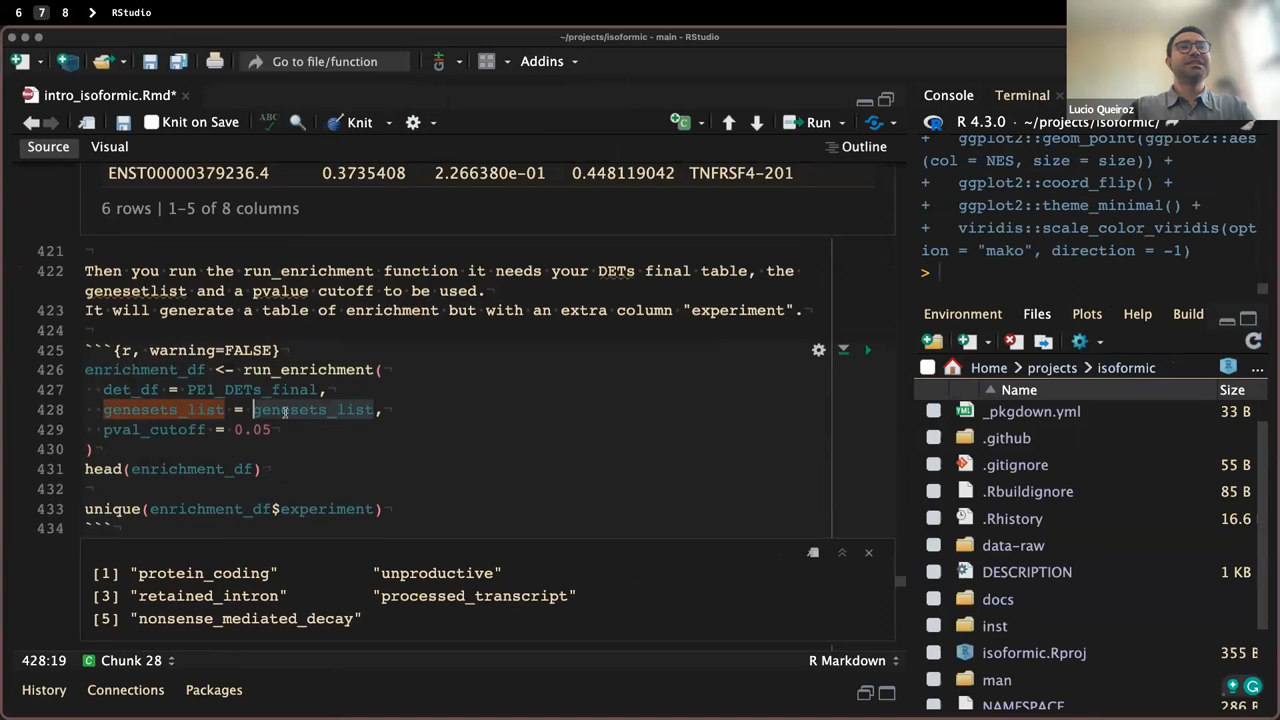 6 7 8 RStudio
~/projects/isoformic - main - RStudio
Go to file/function
Addins
Lucio Queiroz
intro_isoformic.Rmd*
Knit on Save
ABC
Knit
Run
Source Visual
Outline
ENST00000379236.4 0.3735408 2.266380e-01 0.448119042 TNFRSF4-201
6 rows | 1-5 of 8 columns
421
422 Then you run the run_enrichment function it needs your DETs final table, the
genesetlist and a pvalue cutoff to be used.
423 It will generate a table of enrichment but with an extra column "experiment".
424
425 ```{r, warning=FALSE}
426 enrichment_df <- run_enrichment(
427 det_df = PE1_DETs_final,
428 genesets_list = genesets_list,
429 pval_cutoff = 0.05
430 )
431 head(enrichment_df)
432
433 unique(enrichment_df$experiment)
434 ```
[1] "protein_coding" "unproductive"
[3] "retained_intron" "processed_transcript"
[5] "nonsense_mediated_decay"
428:19 Chunk 28 R Markdown
History Connections Packages
Console Terminal
R 4.3.0 · ~/projects/isoformic/
+ ggplot2::geom_point(ggplot2::aes
(col = NES, size = size)) +
+ ggplot2::coord_flip() +
+ ggplot2::theme_minimal() +
+ viridis::scale_color_viridis(opt
ion = "mako", direction = -1)
>
Environment Files Plots Help Build
Home projects isoformic
Name Size
_pkgdown.yml 33 B
.github
.gitignore 55 B
.Rbuildignore 85 B
.Rhistory 16.6
data-raw
DESCRIPTION 1 KB
docs
inst
isoformic.Rproj 355 B
man
NAMESPACE 286 B